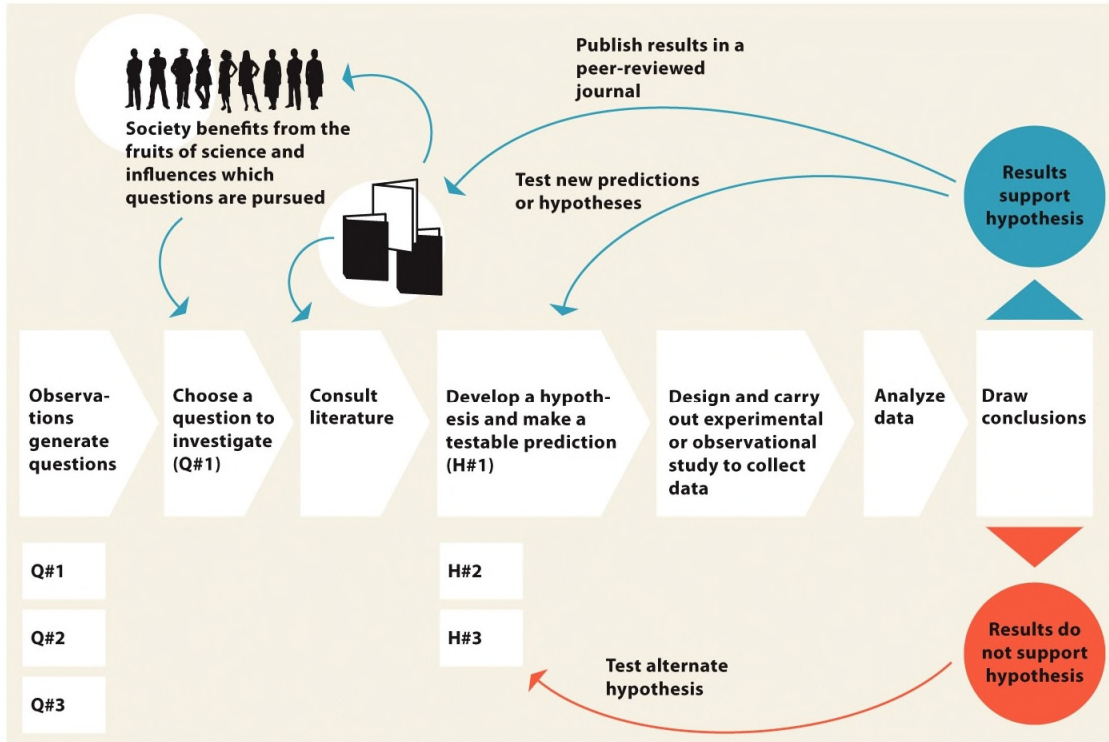 Publish results in a
peer-reviewed
journal
Society benefits from the
fruits of science and
influences which
questions are pursued
Test new predictions
or hypotheses
Results
support
hypothesis
Observa-
tions
generate
questions
Choose a
question to
investigate
(Q#1)
Consult
literature
Develop a hypoth-
esis and make a
testable prediction
(H#1)
Design and carry
out experimental
or observational
study to collect
data
Analyze
data
Draw
conclusions
Q#1
Q#2
Q#3
H#2
H#3
Test alternate
hypothesis
Results do
not support
hypothesis